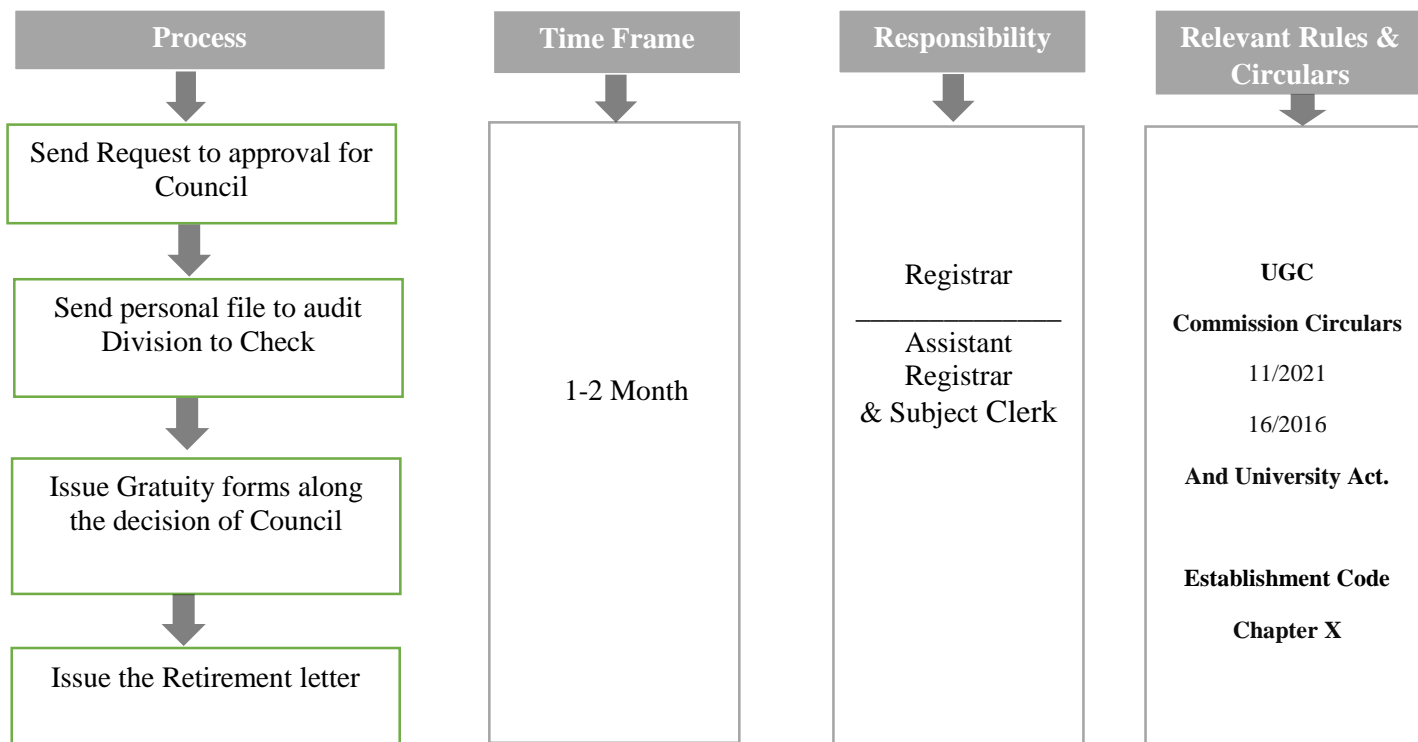 Process
Send Request to approval for
Council
Send personal file to audit
Division to Check
Issue Gratuity forms along
the decision of Council
Issue the Retirement letter
Time Frame
1-2 Month
Responsibility
Registrar
_______________
Assistant
Registrar
& Subject Clerk
Relevant Rules &
Circulars
UGC
Commission Circulars
11/2021
16/2016
And University Act.
Establishment Code
Chapter X